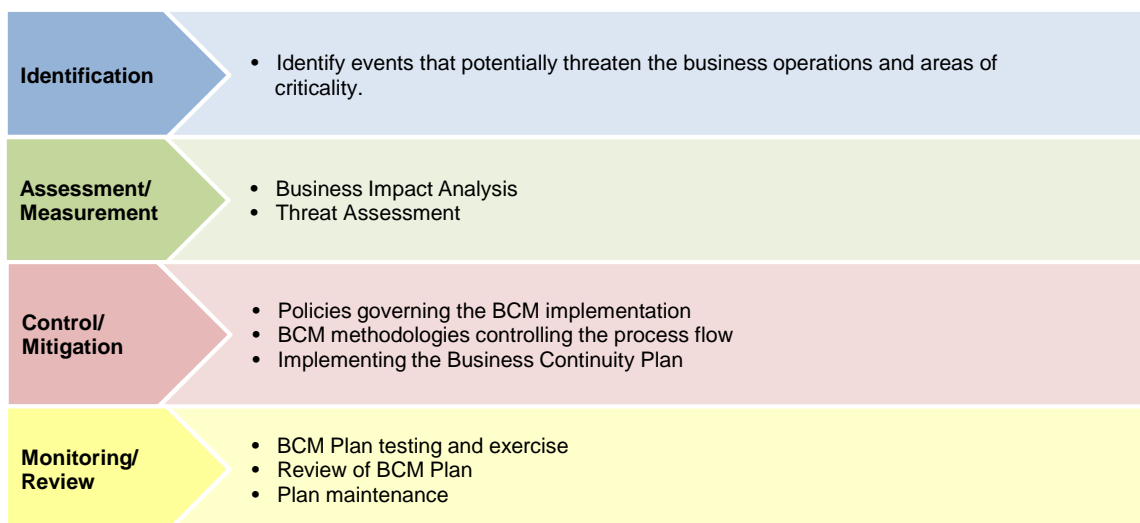 Identification
• Identify events that potentially threaten the business operations and areas of
criticality.
Assessment/
Measurement
• Business Impact Analysis
• Threat Assessment
Control/
Mitigation
• Policies governing the BCM implementation
• BCM methodologies controlling the process flow
• Implementing the Business Continuity Plan
Monitoring/
Review
• BCM Plan testing and exercise
• Review of BCM Plan
• Plan maintenance